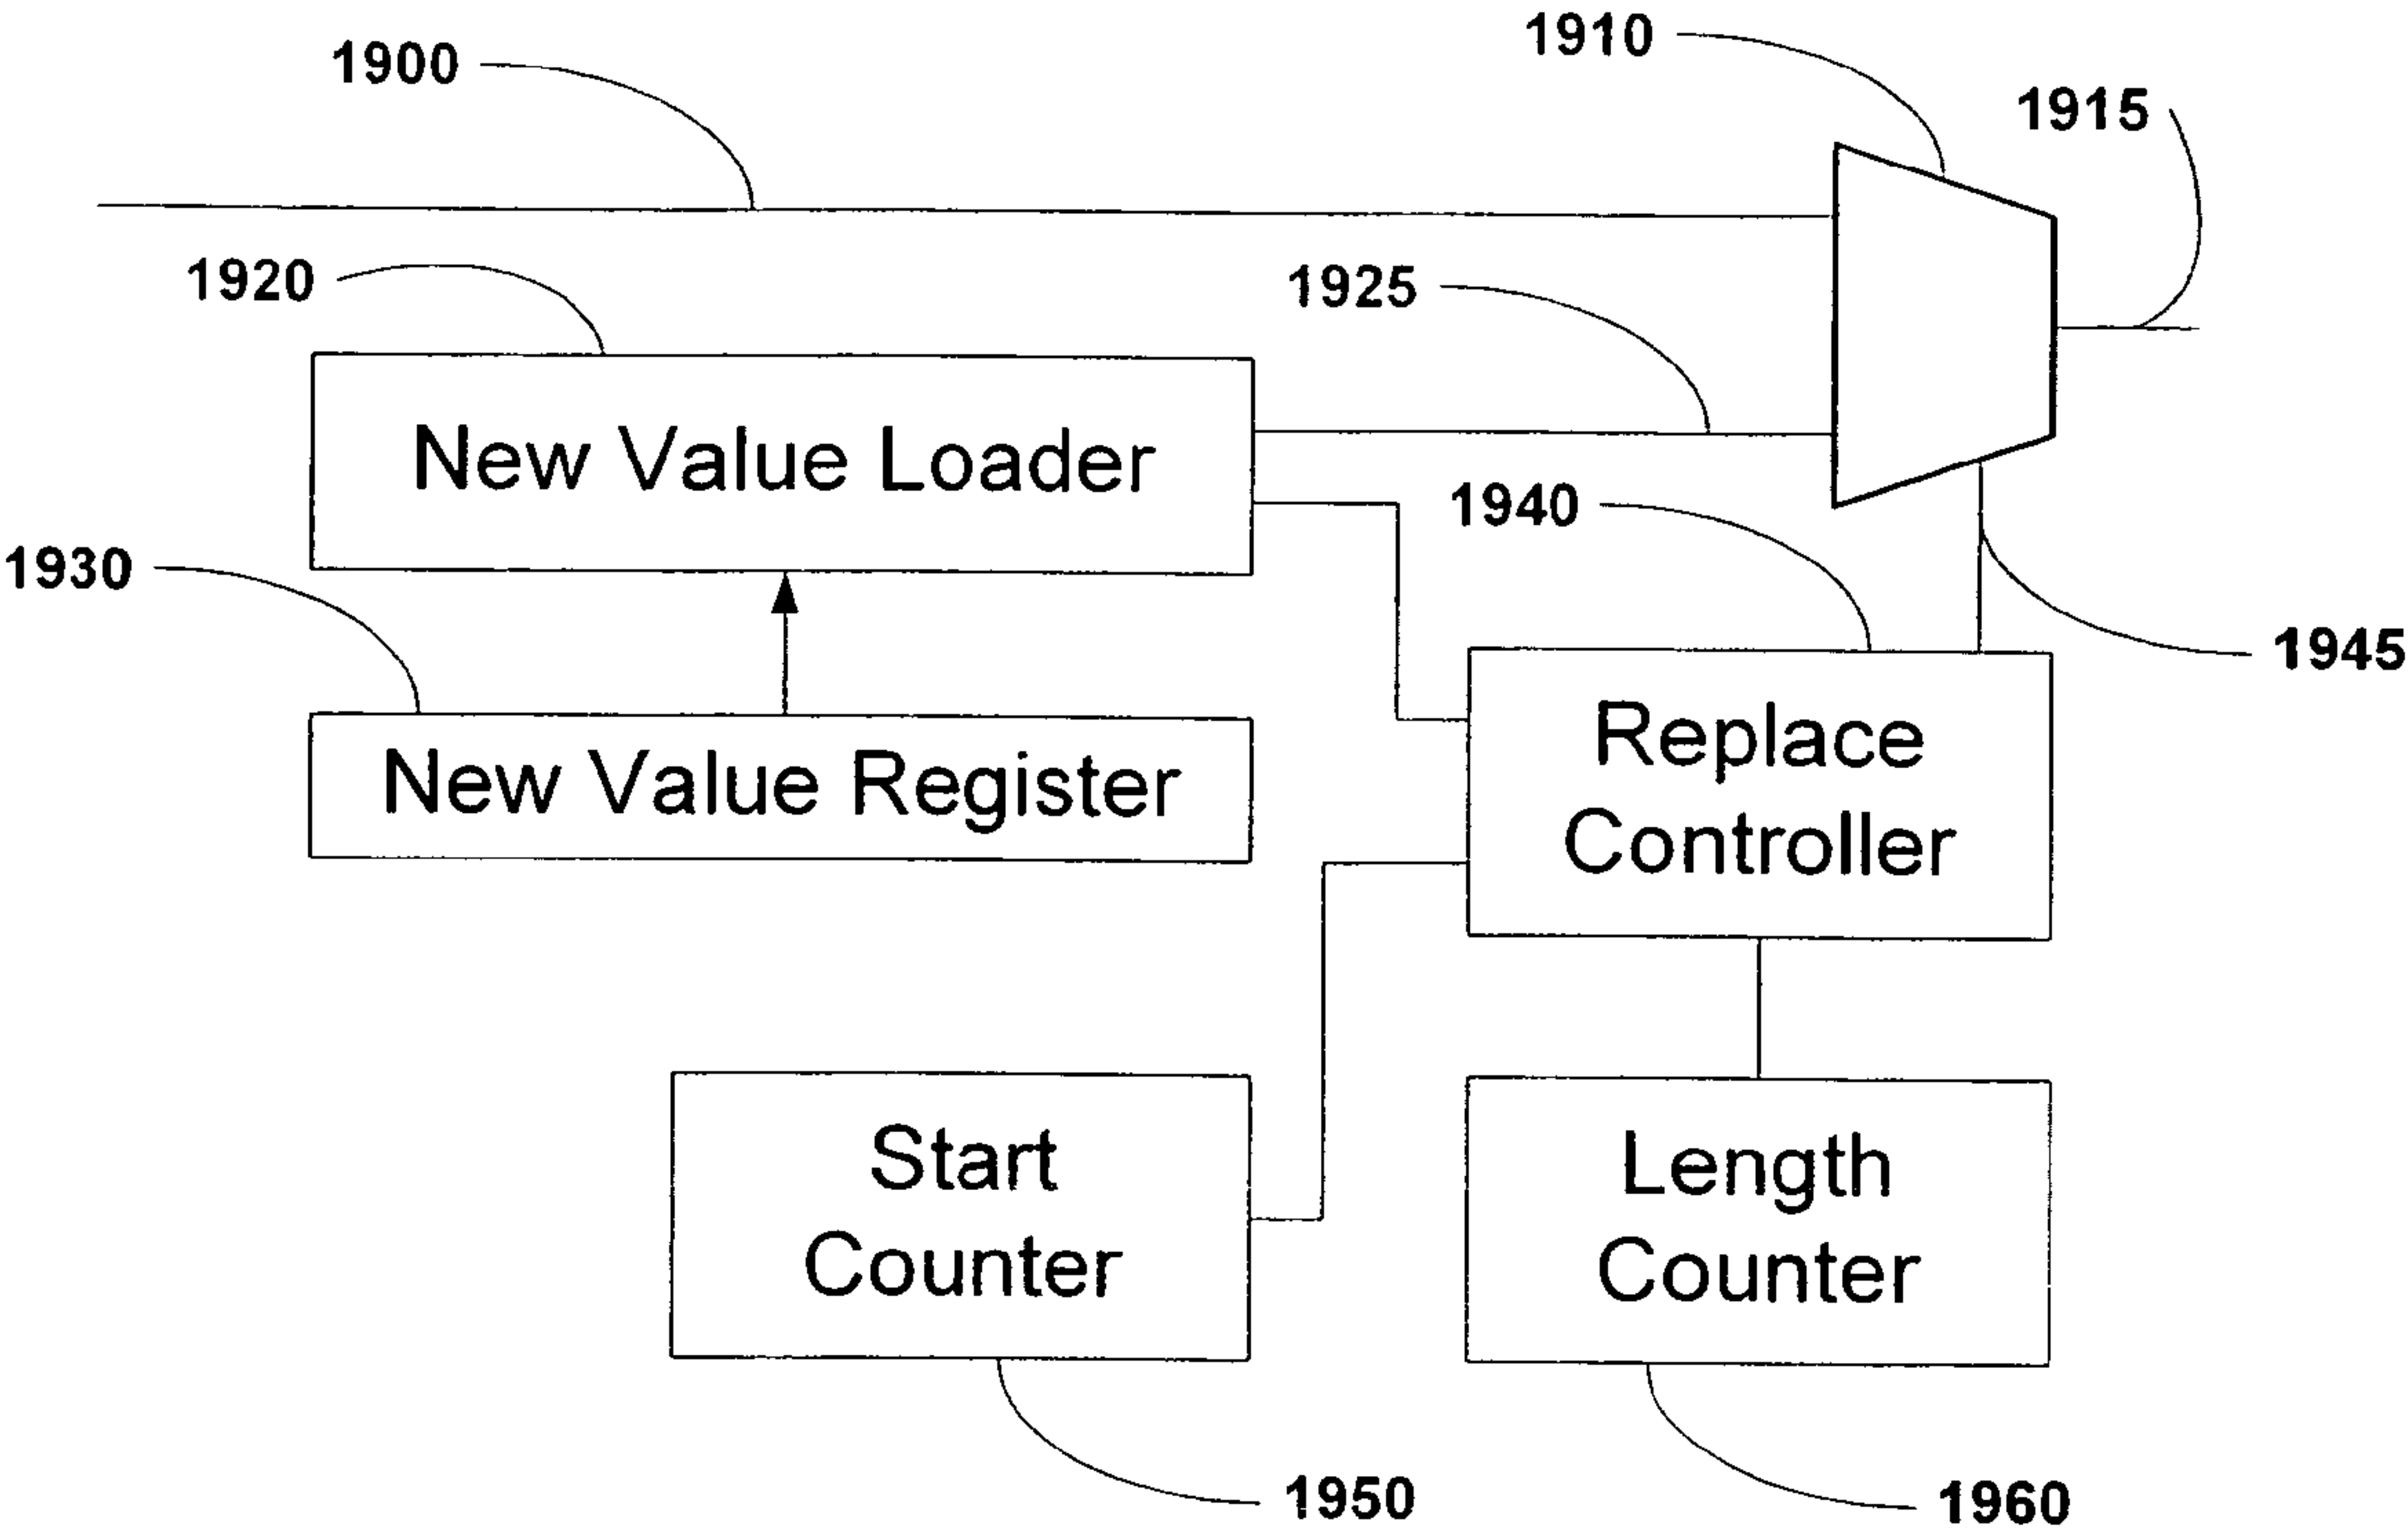 1900
1910
1915
1920
1925
New Value Loader
1940
1930
1945
New Value Register
Replace
Controller
Start
Counter
Length
Counter
1950
1960